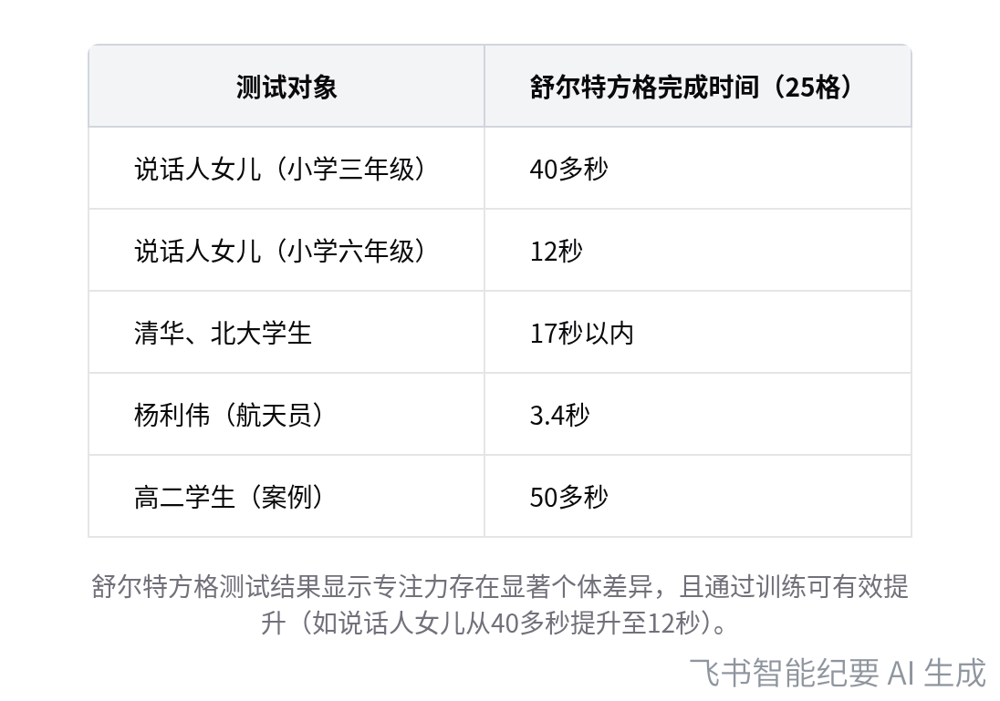 测试对象 舒尔特方格完成时间（25格）
说话人女儿（小学三年级） 40多秒
说话人女儿（小学六年级） 12秒
清华、北大学生 17秒以内
杨利伟（航天员） 3.4秒
高二学生（案例） 50多秒
舒尔特方格测试结果显示专注力存在显著个体差异，且通过训练可有效提
升（如说话人女儿从40多秒提升至12秒）。
飞书智能纪要 AI 生成